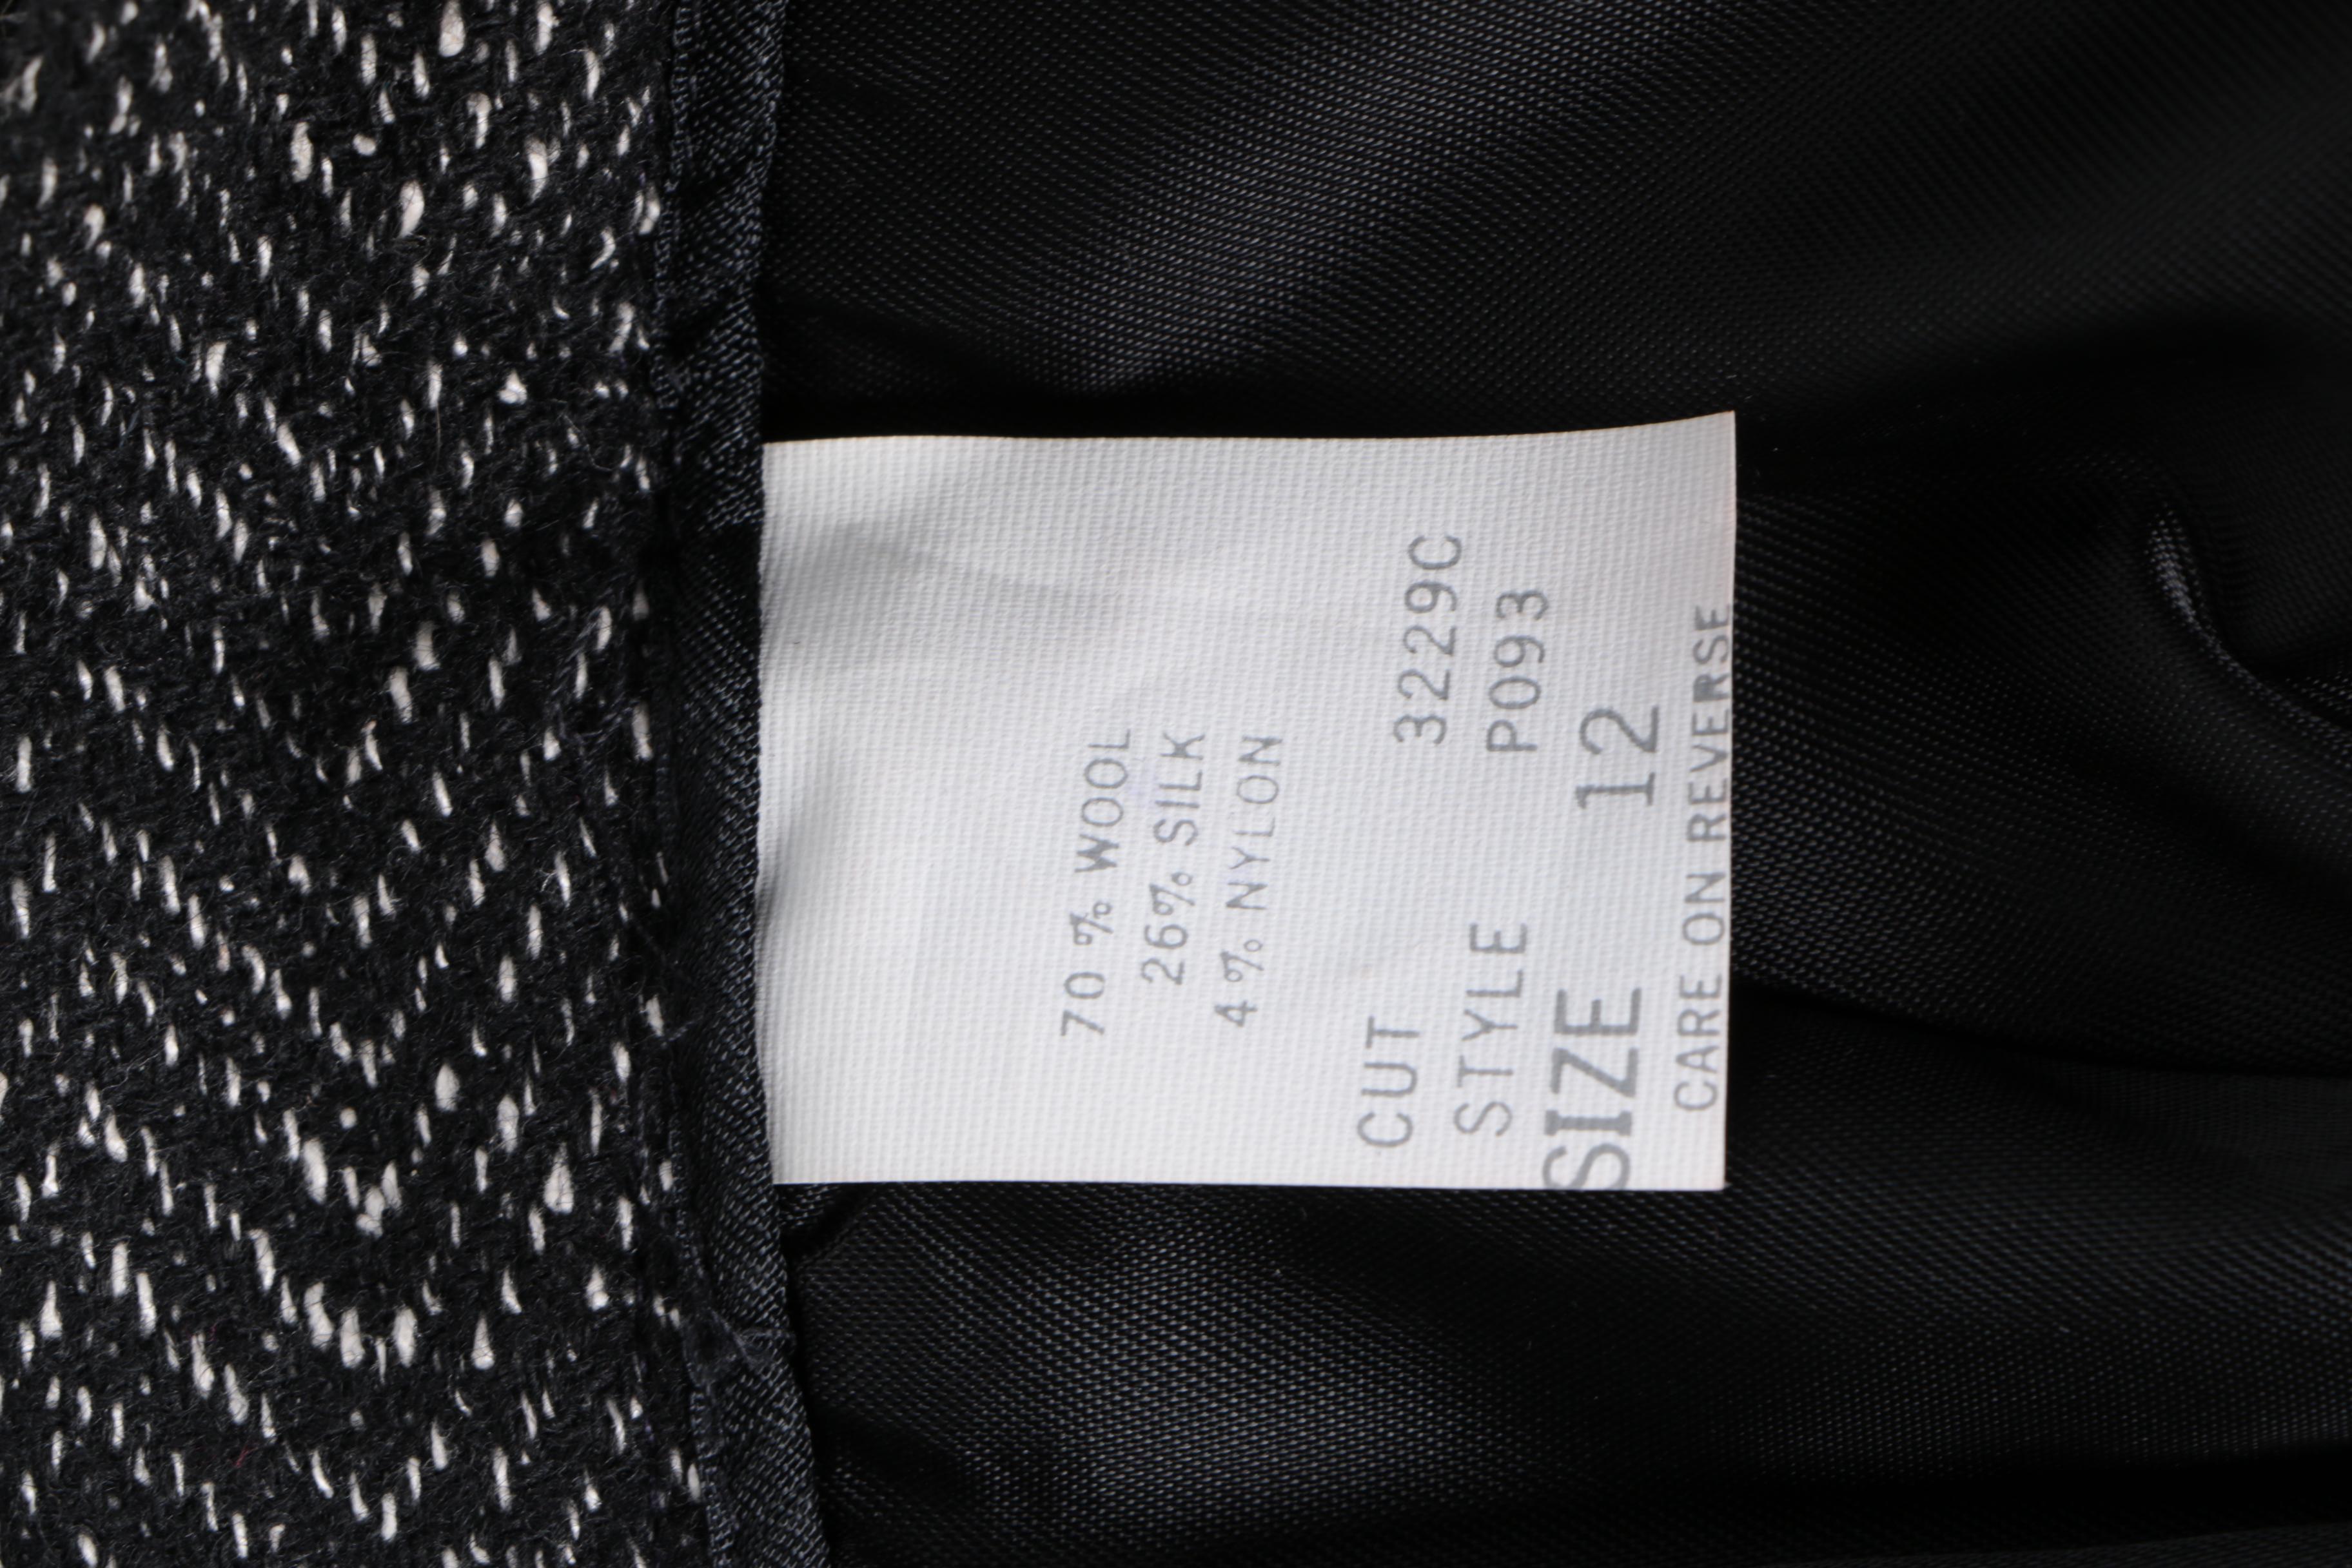 70% WOOL
26% SILK
4% NYLON
CUT 3229C
STYLE P093
SIZE 12
CARE ON REVERSE